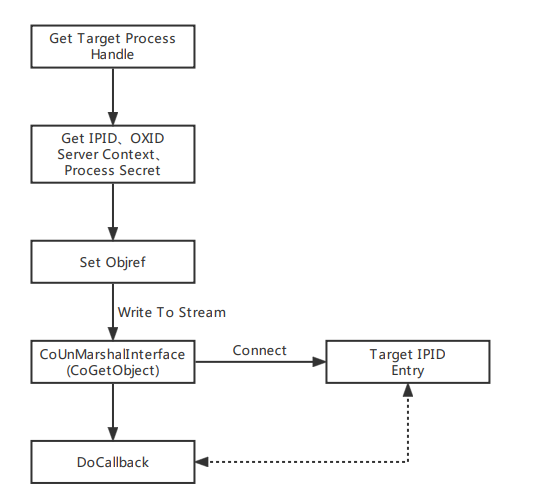 Get Target Process
Handle
Get IPID、OXID
Server Context、
Process Secret
Set Objref
Write To Stream
CoUnMarshalInterface
(CoGetObject)
Connect
Target IPID
Entry
DoCallback